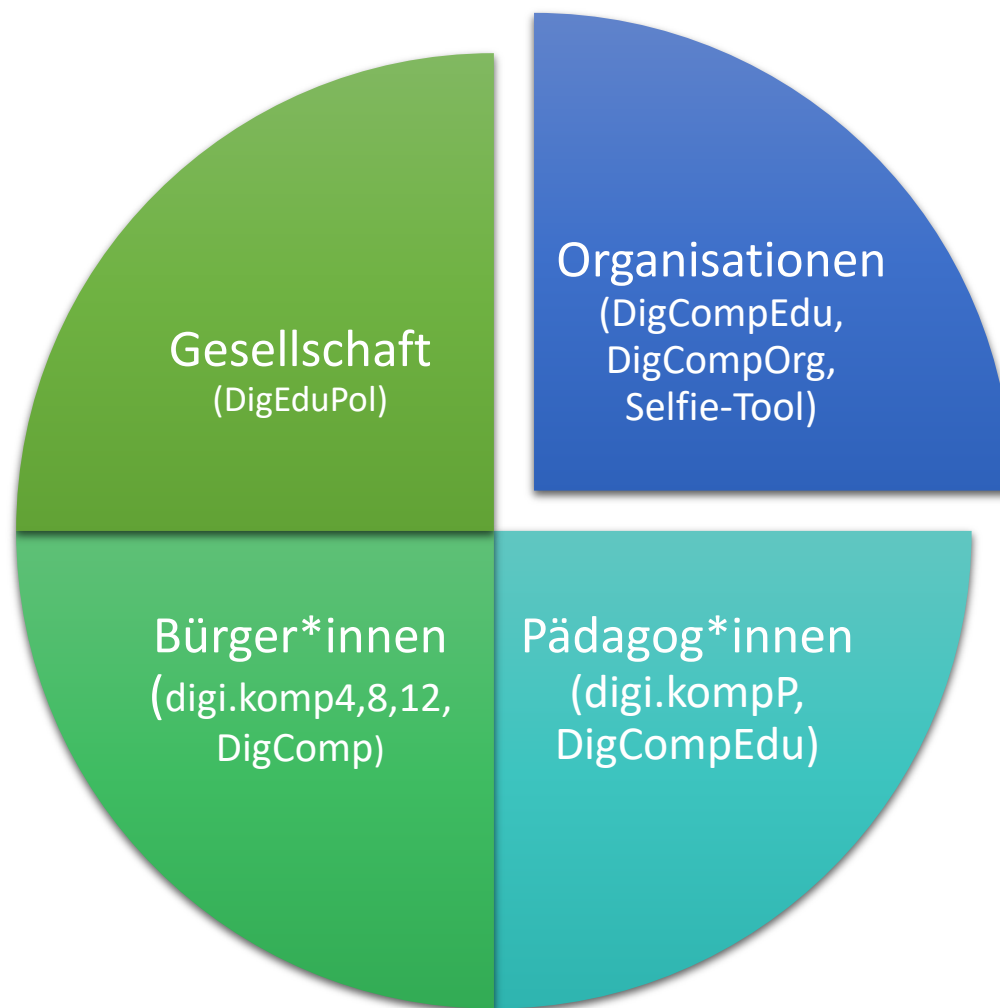 Organisationen
(DigCompEdu,
DigCompOrg,
Selfie-Tool)
Gesellschaft
(DigEduPol)
Bürger*innen
(digi.komp4,8,12,
DigComp)
Pädagog*innen
(digi.kompP,
DigCompEdu)